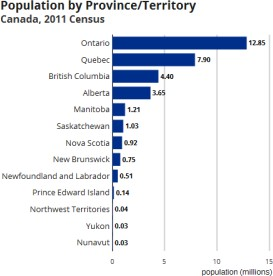 Population by Province/Territory
Canada, 2011 Census
Ontario 12.85
Quebec 7.90
British Columbia 4.40
Alberta 3.65
Manitoba 1.21
Saskatchewan 1.03
Nova Scotia 0.92
New Brunswick 0.75
Newfoundland and Labrador 0.51
Prince Edward Island 0.14
Northwest Territories 0.04
Yukon 0.03
Nunavut 0.03
0 5 10 15
population (millions)